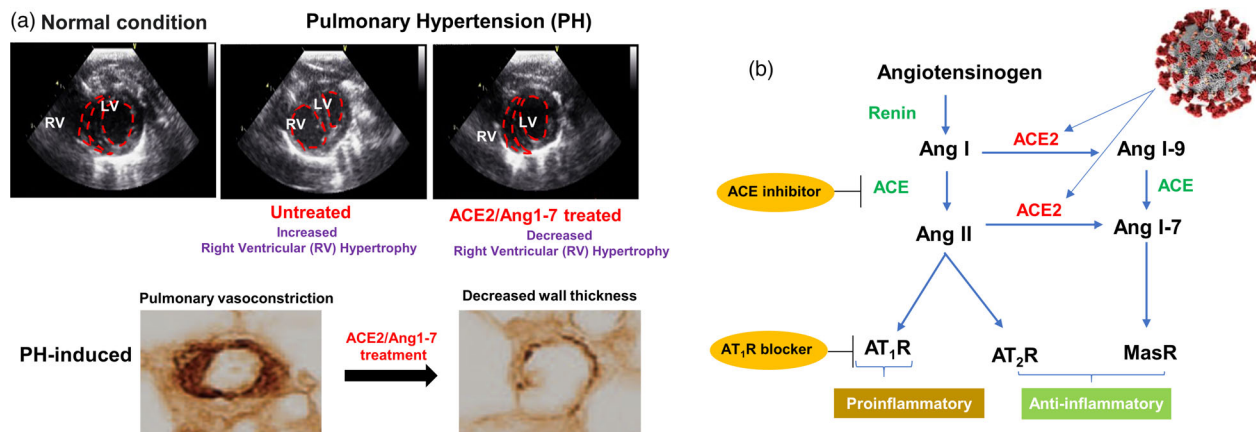 (a)
Normal condition
Pulmonary Hypertension (PH)
RV
LV
RV
LV
RV
LV
Untreated
Increased
Right Ventricular (RV) Hypertrophy
ACE2/Ang1-7 treated
Decreased
Right Ventricular (RV) Hypertrophy
Pulmonary vasoconstriction
Decreased wall thickness
PH-induced
ACE2/Ang1-7
treatment
(b)
Angiotensinogen
Renin
Ang I
ACE2
Ang I-9
ACE inhibitor
ACE
ACE
Ang II
ACE2
Ang I-7
AT₁R blocker
AT₁R
AT₂R
MasR
Proinflammatory
Anti-inflammatory